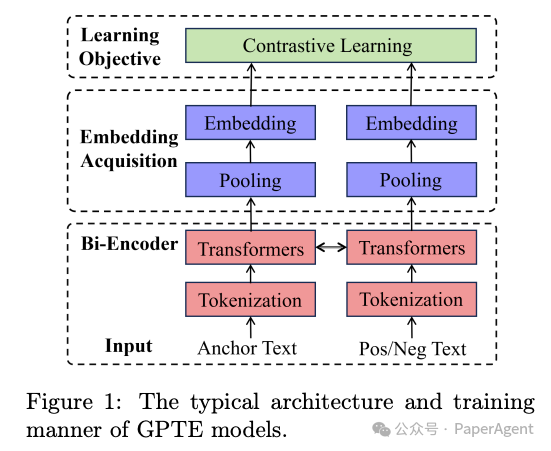 Learning
Objective
Contrastive Learning
Embedding
Acquisition
Embedding
Embedding
Pooling
Pooling
Bi-Encoder
Transformers
Transformers
Tokenization
Tokenization
Input
Anchor Text
Pos/Neg Text
Figure 1: The typical architecture and training
manner of GPTE models.
公众号 · PaperAgent